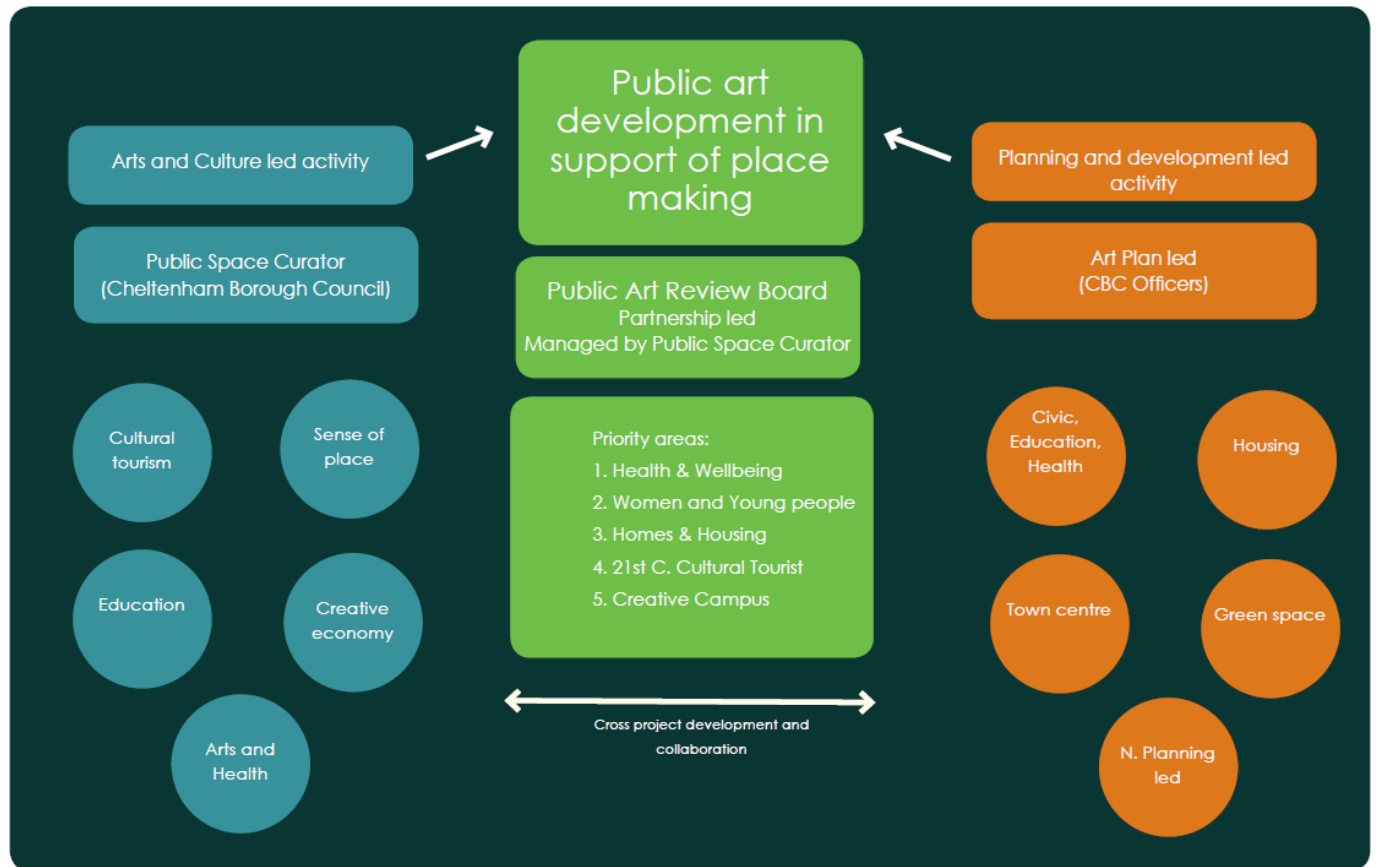 Public art
development in
support of place
making
Arts and Culture led activity
Planning and development led
activity
Public Space Curator
(Cheltenham Borough Council)
Public Art Review Board
Partnership led
Managed by Public Space Curator
Art Plan led
(CBC Officers)
Cultural
tourism
Sense of
place
Education
Creative
economy
Arts and
Health
Priority areas:
1. Health & Wellbeing
2. Women and Young people
3. Homes & Housing
4. 21st C. Cultural Tourist
5. Creative Campus
Cross project development and
collaboration
Civic,
Education,
Health
Housing
Town centre
Green space
N. Planning
led